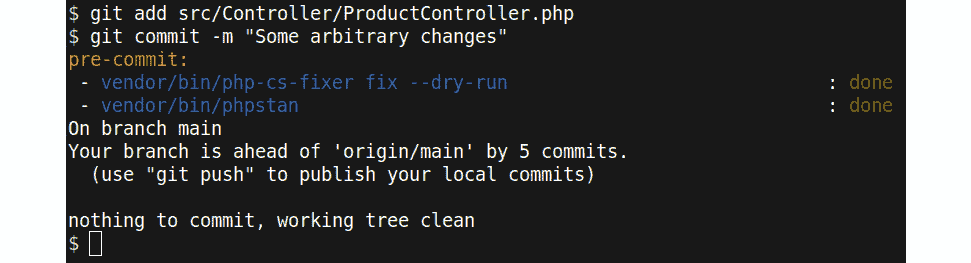 $ git add src/Controller/ProductController.php
$ git commit -m "Some arbitrary changes"
pre-commit:
- vendor/bin/php-cs-fixer fix --dry-run : done
- vendor/bin/phpstan : done
On branch main
Your branch is ahead of 'origin/main' by 5 commits.
(use "git push" to publish your local commits)
nothing to commit, working tree clean
$